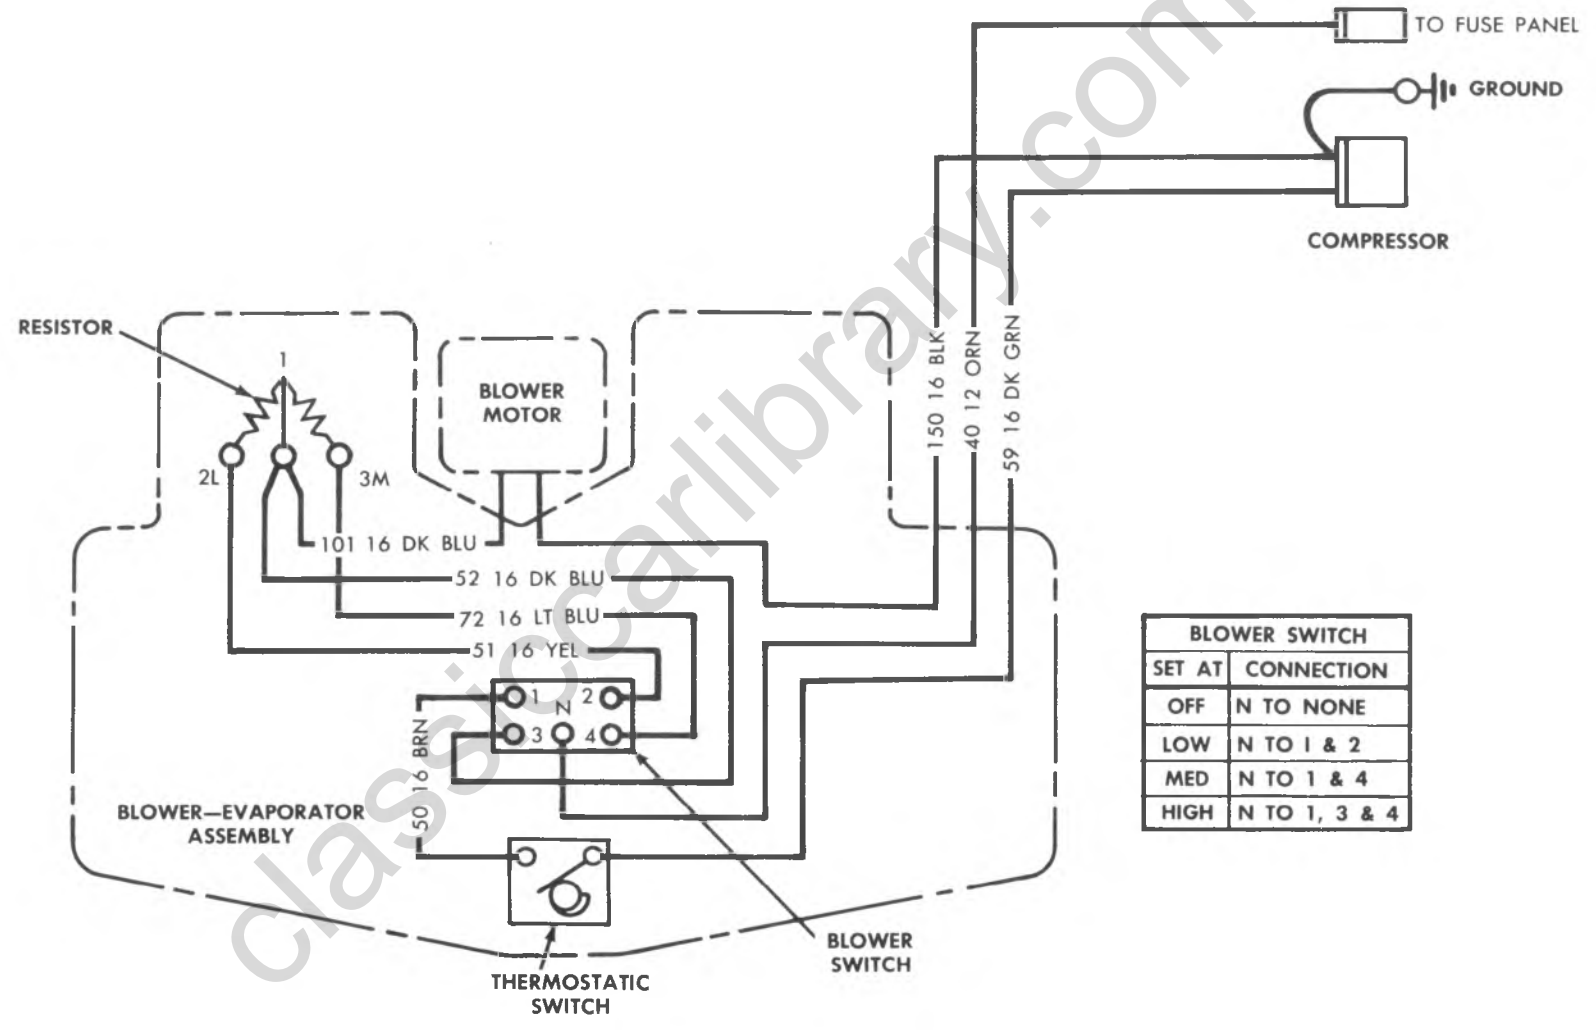 TO FUSE PANEL
GROUND
COMPRESSOR
RESISTOR
1
2L
3M
BLOWER
MOTOR
150 16 BLK
40 12 ORN
59 16 DK GRN
101 16 DK BLU
52 16 DK BLU
72 16 LT BLU
51 16 YEL
1 N 2
3 4
50 16 BRN
BLOWER—EVAPORATOR
ASSEMBLY
THERMOSTATIC
SWITCH
BLOWER
SWITCH
BLOWER SWITCH
SET AT CONNECTION
OFF N TO NONE
LOW N TO 1 & 2
MED N TO 1 & 4
HIGH N TO 1, 3 & 4
classiccarlibrary.com